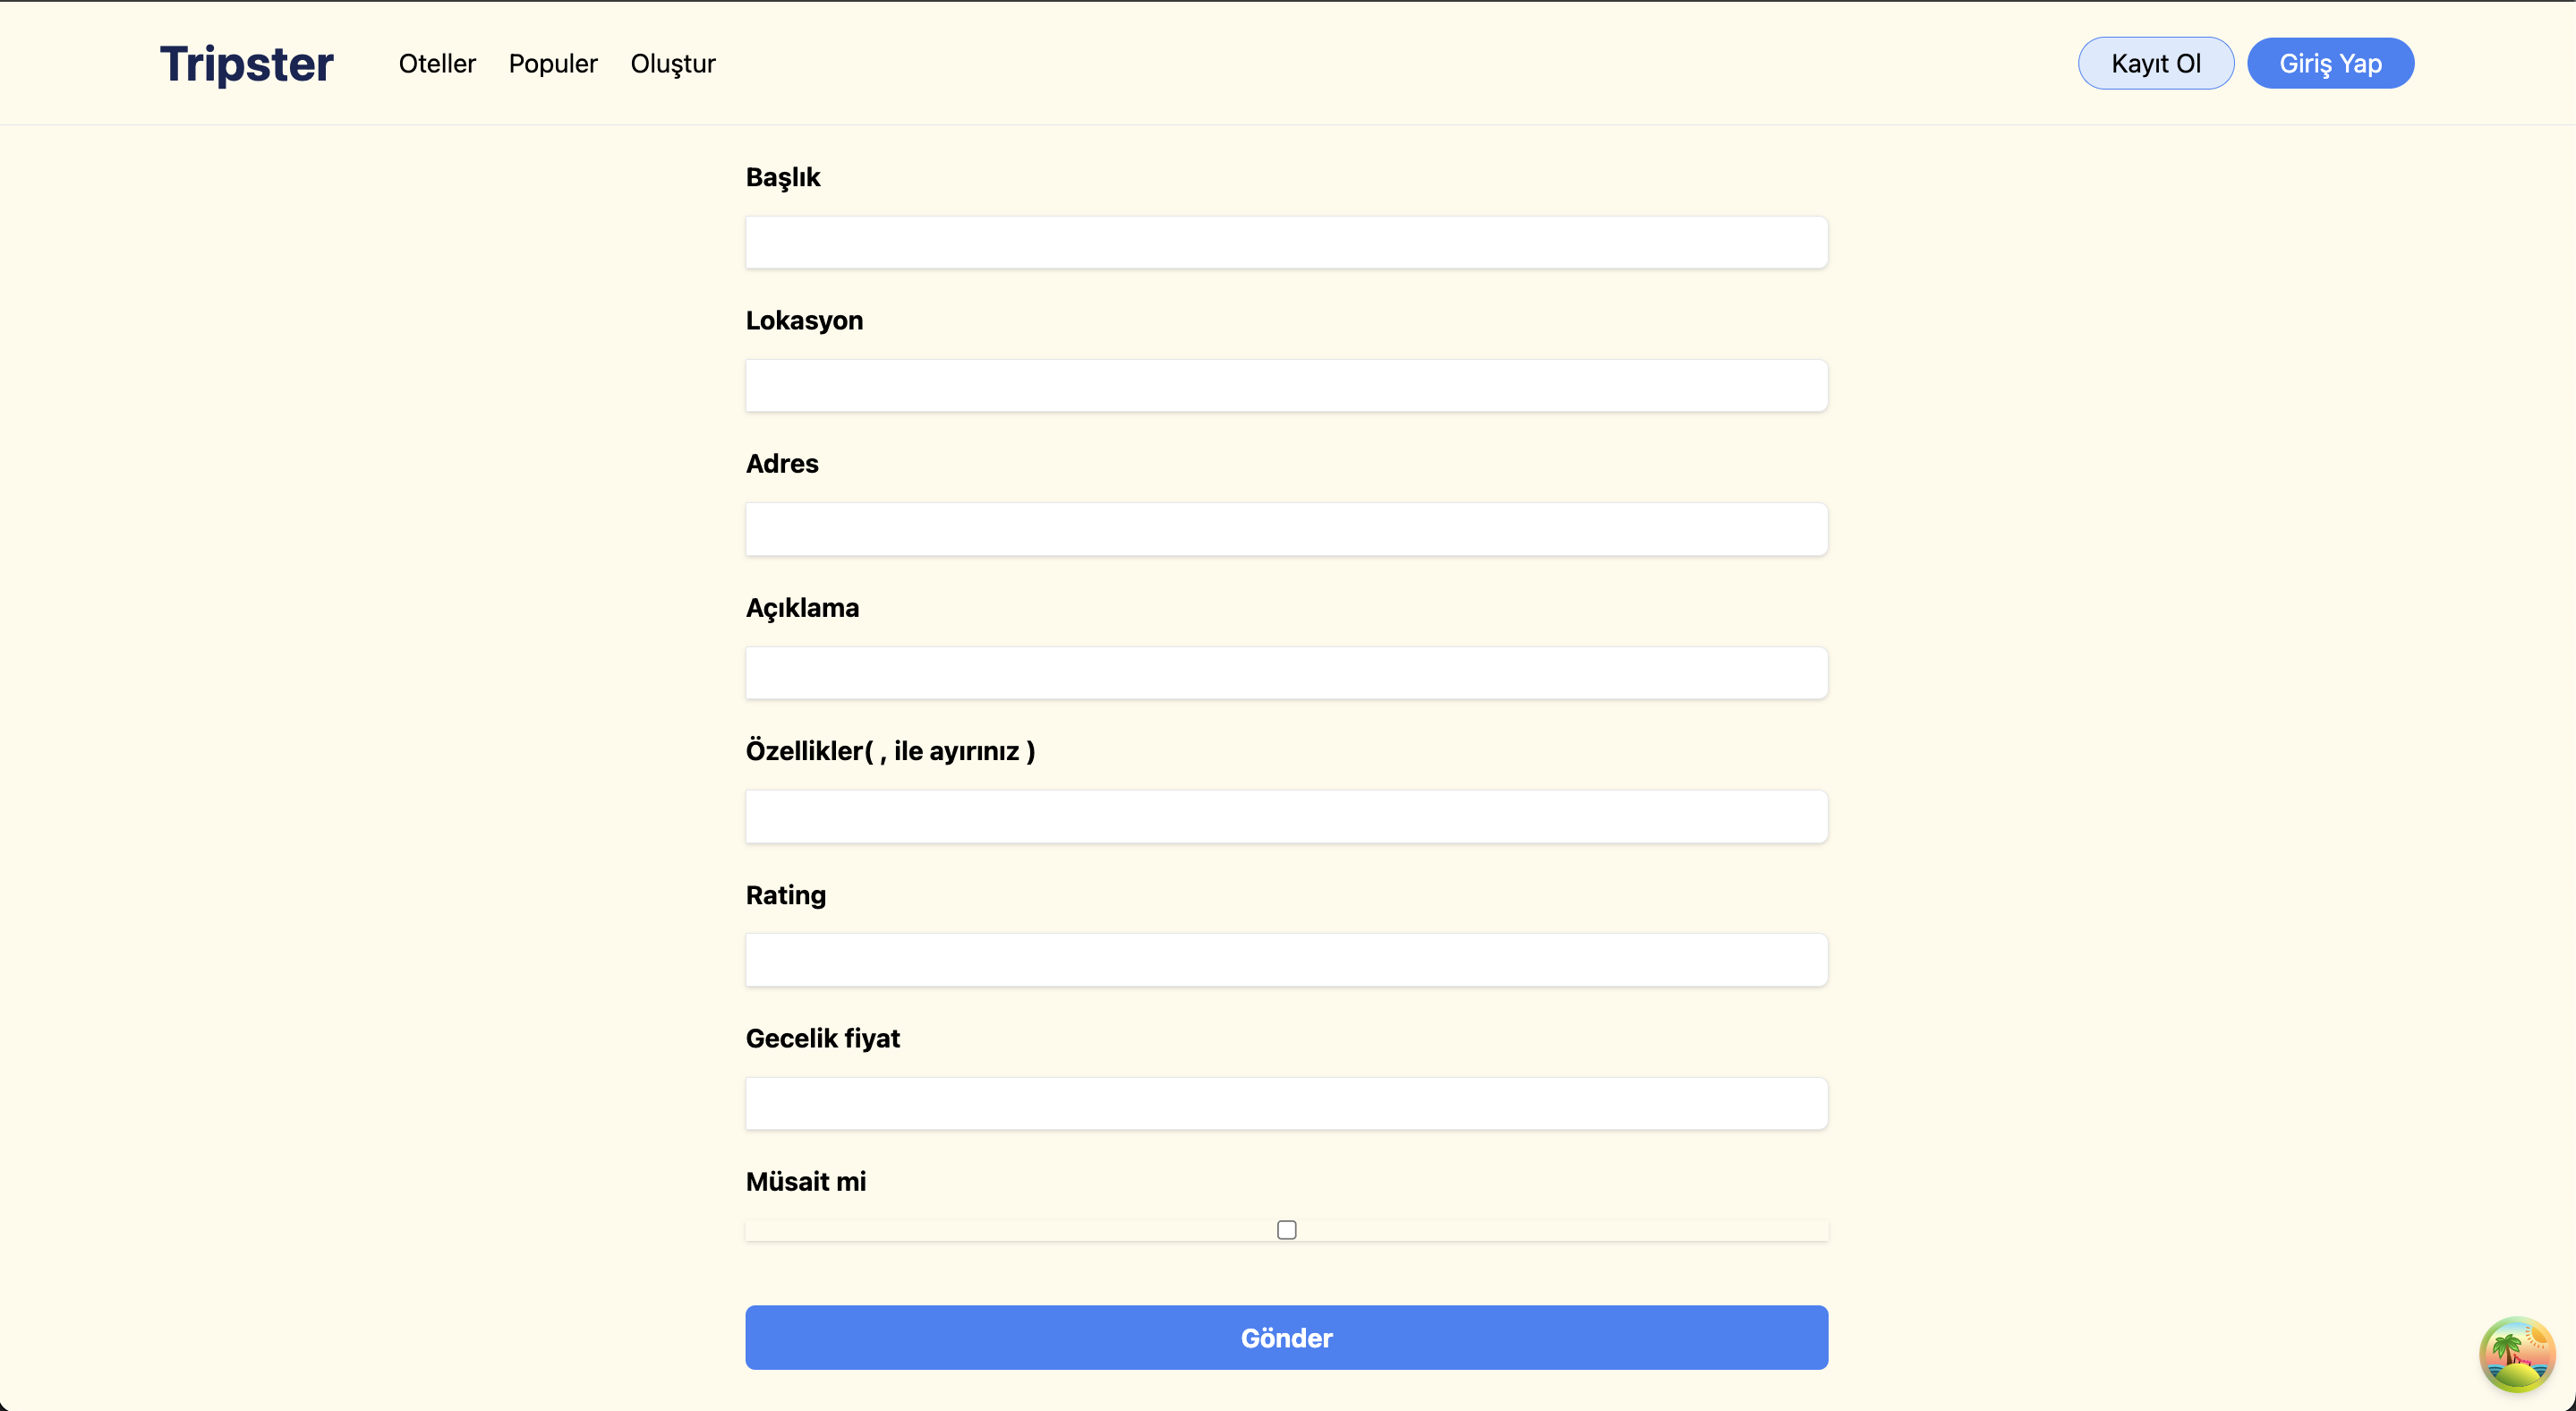 Tripster
Oteller
Populer
Oluştur
Kayıt Ol
Giriş Yap
Başlık
Lokasyon
Adres
Açıklama
Özellikler( , ile ayırınız )
Rating
Gecelik fiyat
Müsait mi
Gönder